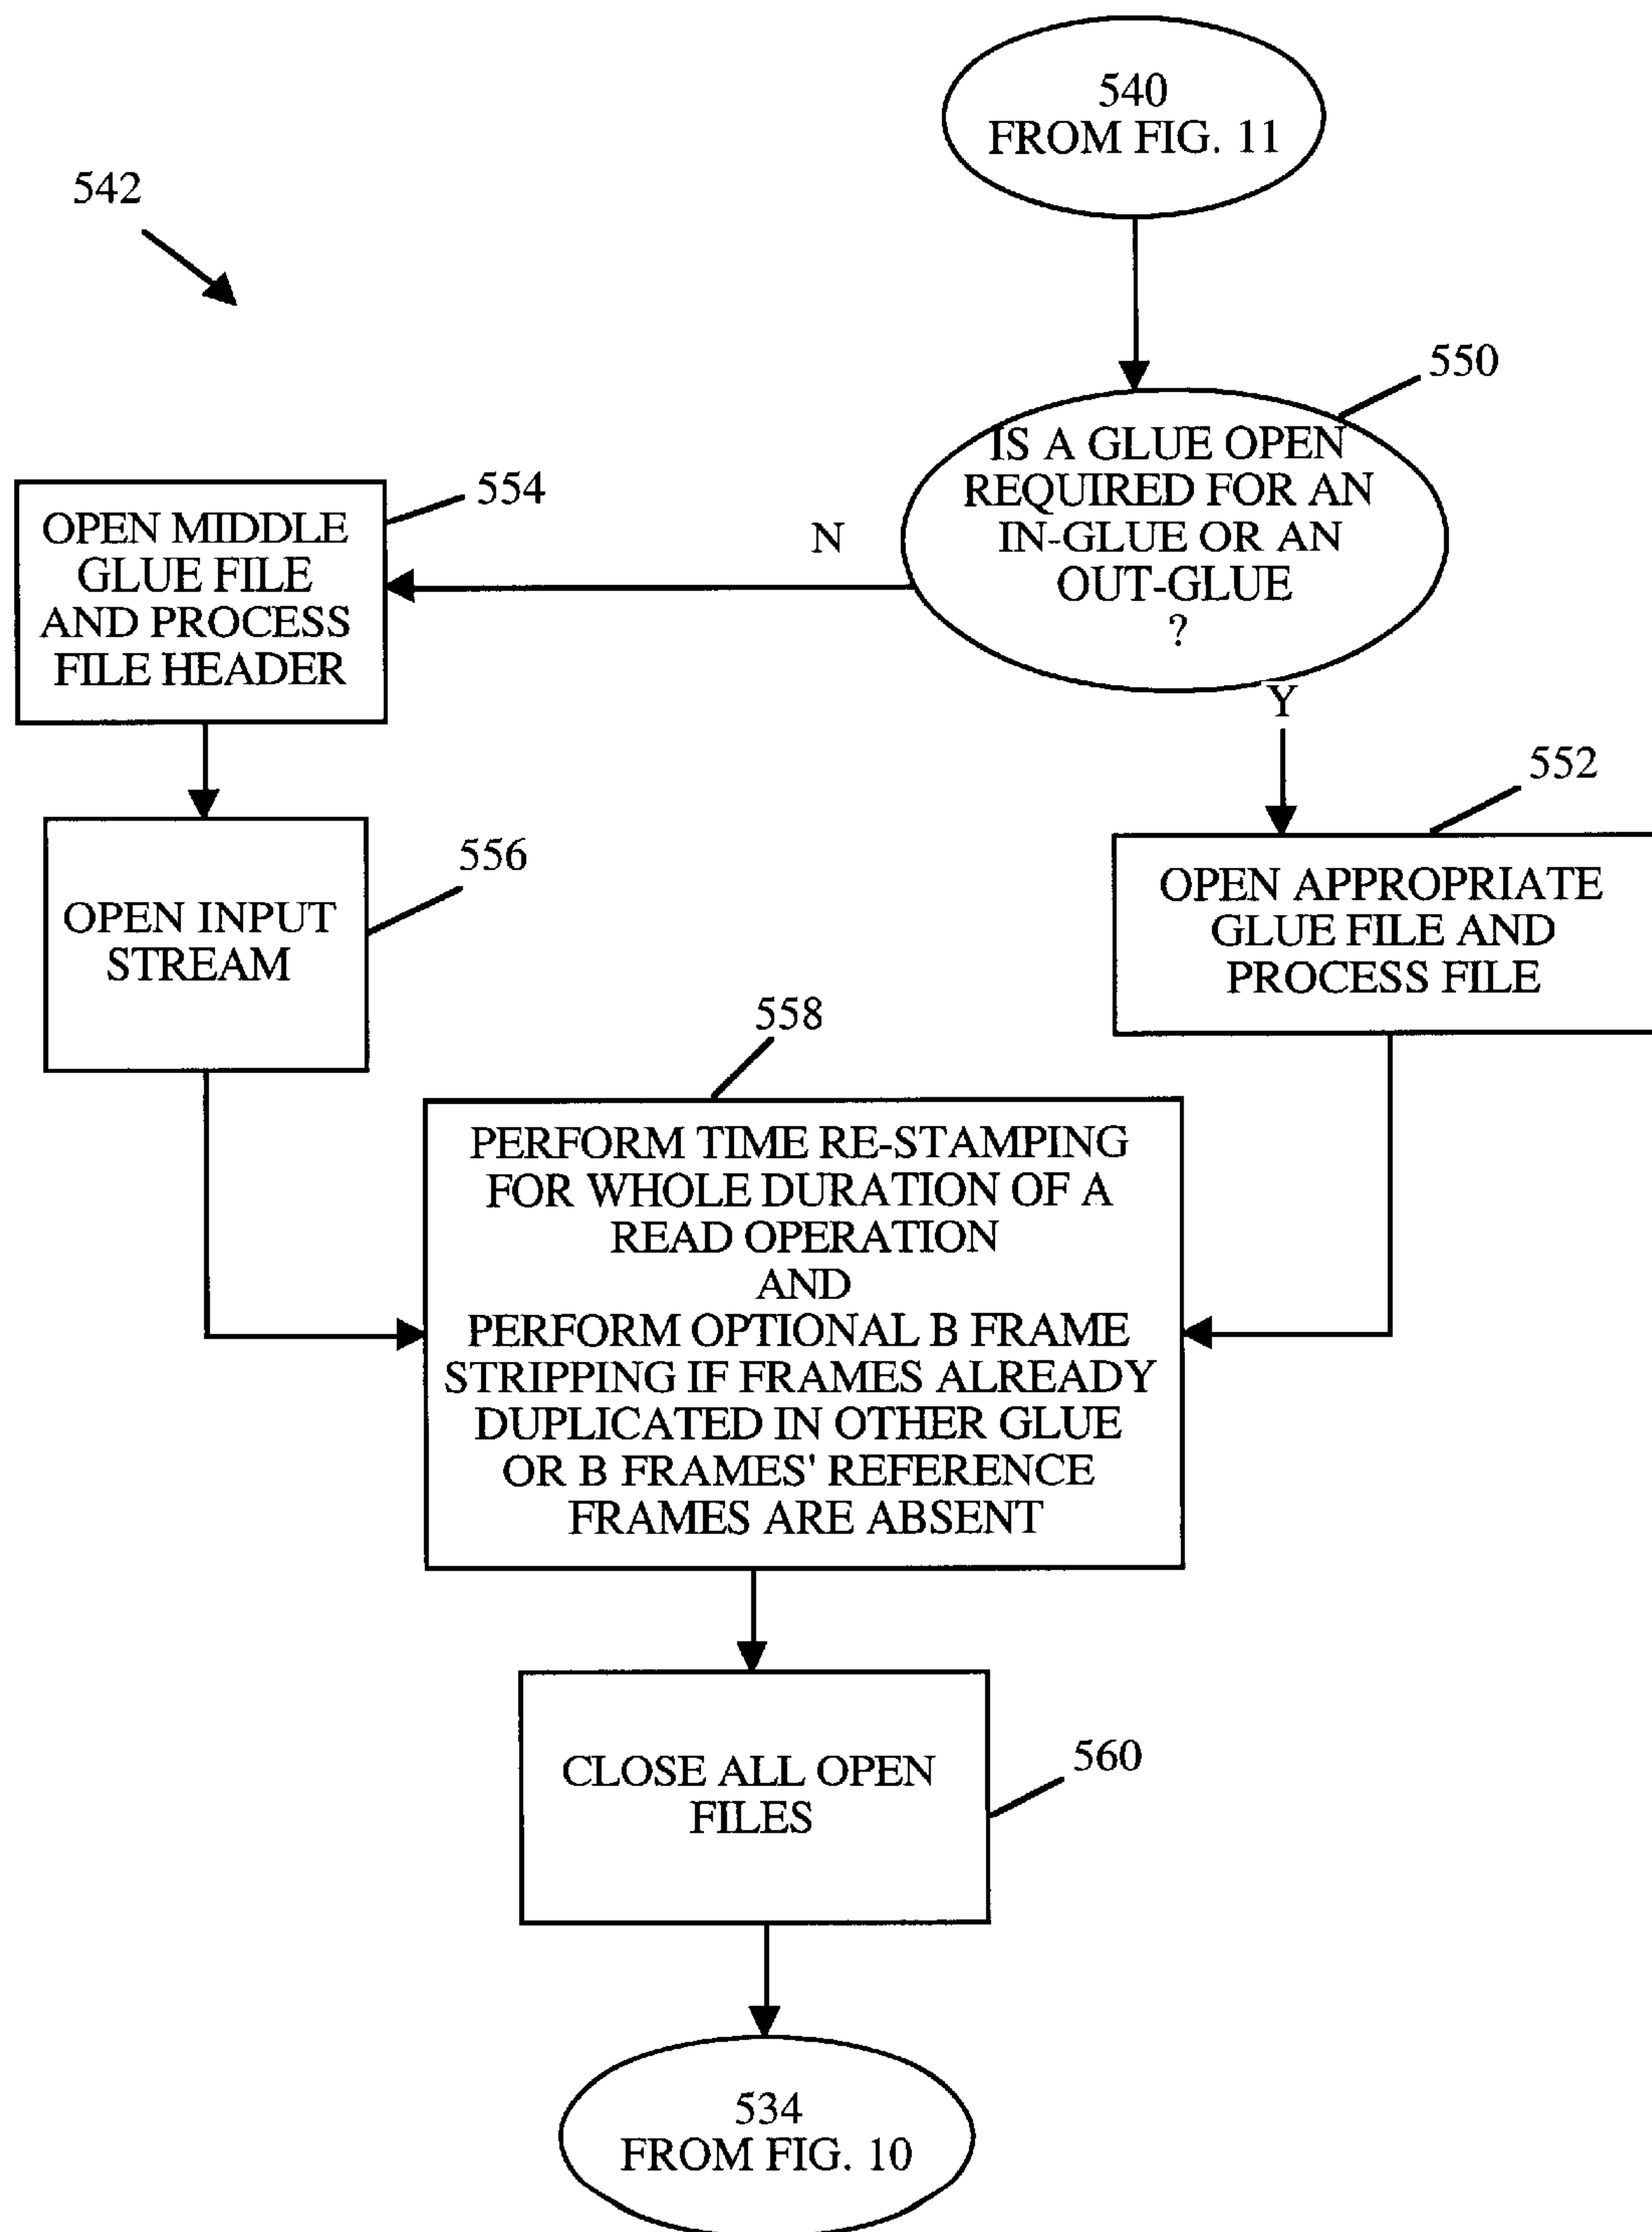 540
FROM FIG. 11
542
550
IS A GLUE OPEN
REQUIRED FOR AN
IN-GLUE OR AN
OUT-GLUE
?
N
Y
554
OPEN MIDDLE
GLUE FILE
AND PROCESS
FILE HEADER
552
OPEN APPROPRIATE
GLUE FILE AND
PROCESS FILE
556
OPEN INPUT
STREAM
558
PERFORM TIME RE-STAMPING
FOR WHOLE DURATION OF A
READ OPERATION
AND
PERFORM OPTIONAL B FRAME
STRIPPING IF FRAMES ALREADY
DUPLICATED IN OTHER GLUE
OR B FRAMES' REFERENCE
FRAMES ARE ABSENT
560
CLOSE ALL OPEN
FILES
534
FROM FIG. 10